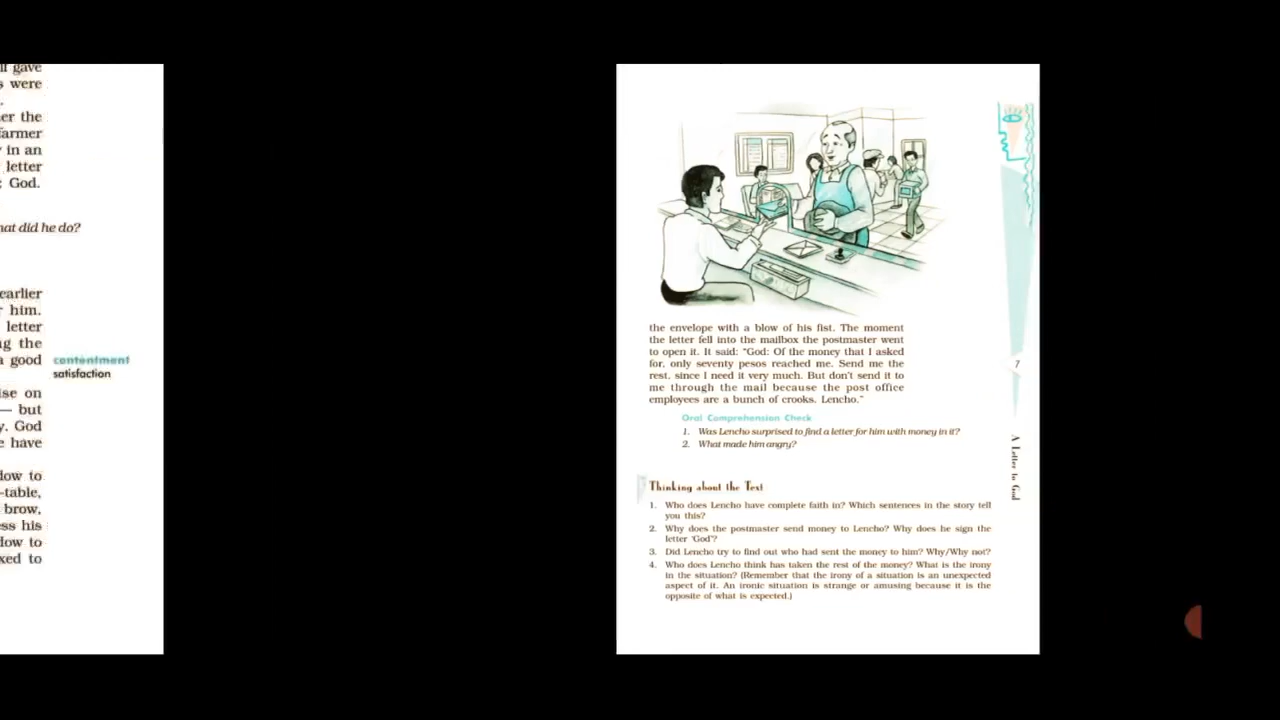 ll gave
s were
.
er the
farmer
y in an
letter
; God.
hat did he do?
earlier
r him.
letter
ng the
a good
contentment
satisfaction
ise on
— but
y. God
e have
dow to
-table,
brow,
ess his
dow to
xed to
the envelope with a blow of his fist. The moment
the letter fell into the mailbox the postmaster went
to open it. It said: “God: Of the money that I asked
for, only seventy pesos reached me. Send me the
rest, since I need it very much. But don't send it to
me through the mail because the post office
employees are a bunch of crooks. Lencho.”
Oral Comprehension Check
1. Was Lencho surprised to find a letter for him with money in it?
2. What made him angry?
Thinking about the Text
1. Who does Lencho have complete faith in? Which sentences in the story tell
you this?
2. Why does the postmaster send money to Lencho? Why does he sign the
letter ‘God’?
3. Did Lencho try to find out who had sent the money to him? Why/Why not?
4. Who does Lencho think has taken the rest of the money? What is the irony
in the situation? [Remember that the irony of a situation is an unexpected
aspect of it. An ironic situation is strange or amusing because it is the
opposite of what is expected.]
7
A Letter to God